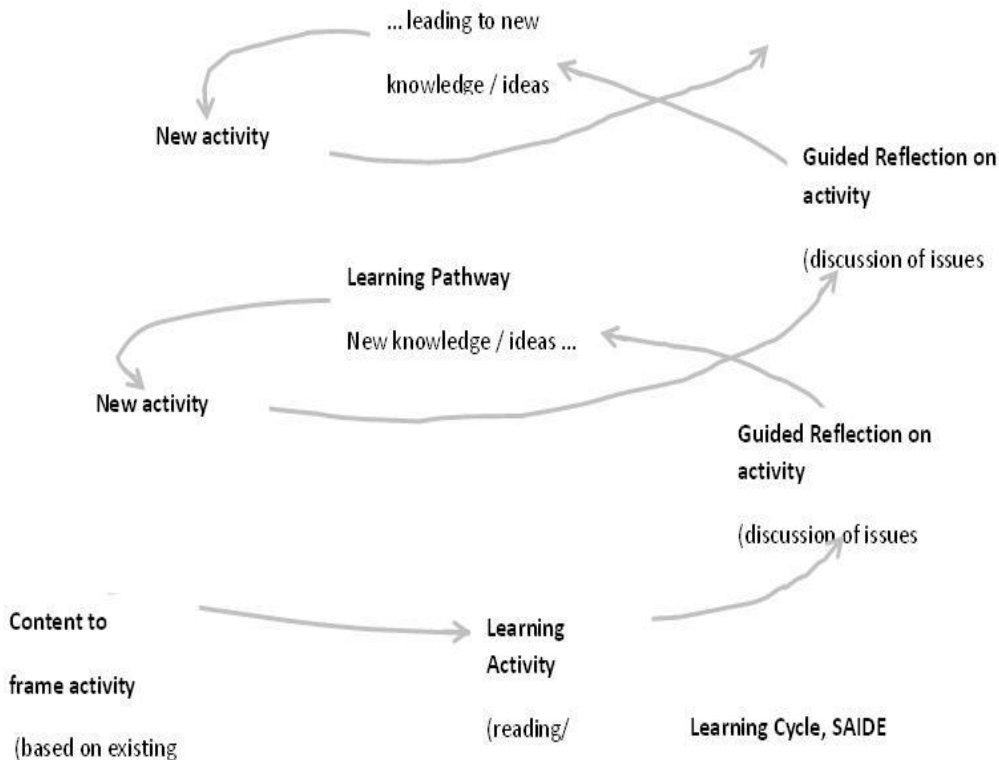 ... leading to new
knowledge / ideas
New activity
Guided Reflection on
activity
(discussion of issues
Learning Pathway
New knowledge / ideas ...
New activity
Guided Reflection on
activity
(discussion of issues
Content to
frame activity
(based on existing
Learning
Activity
(reading/
Learning Cycle, SAIDE